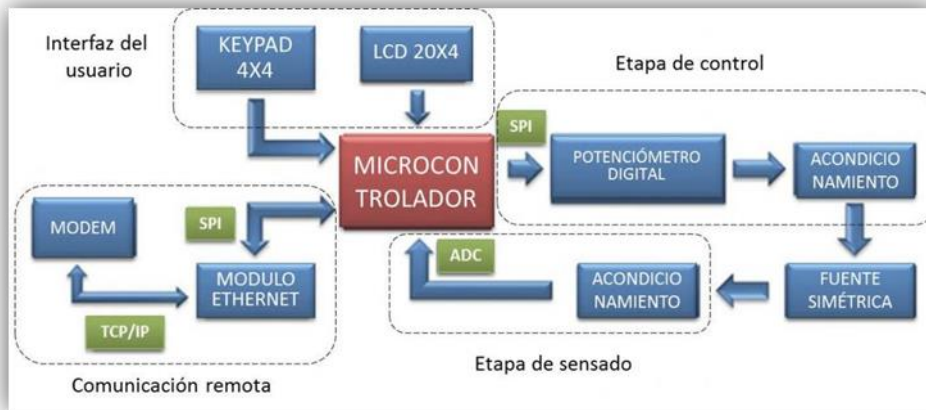 Interfaz del
usuario
KEYPAD
4X4
LCD 20X4
Etapa de control
SPI
MICROCON
TROLADOR
POTENCIÓMETRO
DIGITAL
ACONDICIO
NAMIENTO
MODEM
SPI
MODULO
ETHERNET
TCP/IP
ADC
ACONDICIO
NAMIENTO
FUENTE
SIMÉTRICA
Etapa de sensado
Comunicación remota